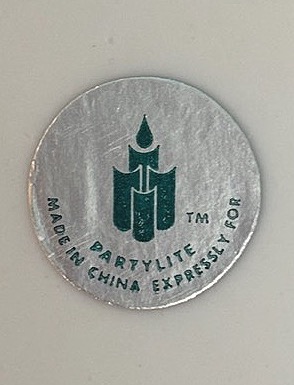 TM
PARTYLITE
MADE IN CHINA EXPRESSLY FOR